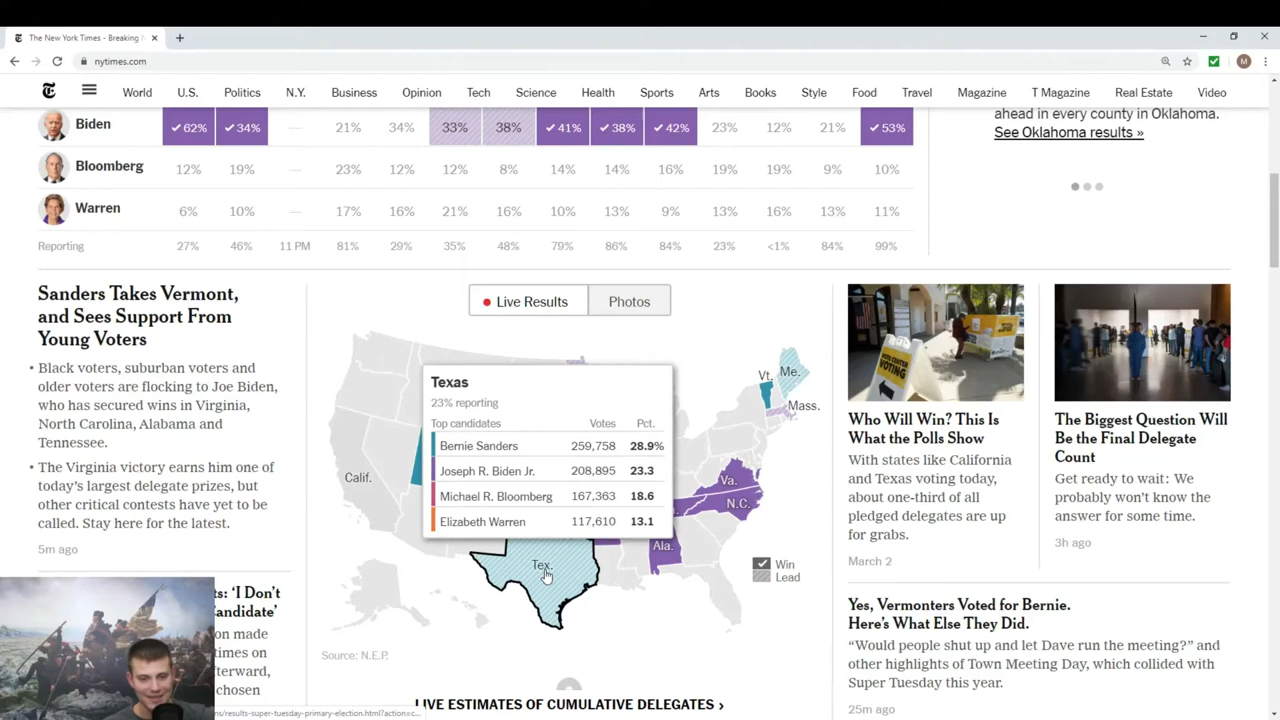 The New York Times - Breaking N
nytimes.com
M
World U.S. Politics N.Y. Business Opinion Tech Science Health Sports Arts Books Style Food Travel Magazine T Magazine Real Estate Video
Biden ✓ 62% ✓ 34% — 21% 34% 33% 38% ✓ 41% ✓ 38% ✓ 42% 23% 12% 21% ✓ 53%
Bloomberg 12% 19% — 23% 12% 12% 8% 14% 14% 16% 19% 19% 9% 10%
Warren 6% 10% — 17% 16% 21% 16% 10% 13% 9% 13% 16% 13% 11%
Reporting 27% 46% 11 PM 81% 29% 35% 48% 79% 86% 84% 23% <1% 84% 99%
ahead in every county in Oklahoma.
See Oklahoma results »
Sanders Takes Vermont,
and Sees Support From
Young Voters
• Black voters, suburban voters and
older voters are flocking to Joe Biden,
who has secured wins in Virginia,
North Carolina, Alabama and
Tennessee.
• The Virginia victory earns him one of
today's largest delegate prizes, but
other critical contests have yet to be
called. Stay here for the latest.
5m ago
ts: 'I Don't
Candidate'
on made
times on
fterward,
chosen
ns/results-super-tuesday-primary-election.html?action=c...
Live Results Photos
Texas
23% reporting
Top candidates Votes Pct.
Bernie Sanders 259,758 28.9%
Joseph R. Biden Jr. 208,895 23.3
Michael R. Bloomberg 167,363 18.6
Elizabeth Warren 117,610 13.1
Calif.
Vt.
Me.
Mass.
Va.
N.C.
Ala.
Tex.
Win
Lead
Source: N.E.P.
LIVE ESTIMATES OF CUMULATIVE DELEGATES ›
Who Will Win? This Is
What the Polls Show
With states like California
and Texas voting today,
about one-third of all
pledged delegates are up
for grabs.
March 2
The Biggest Question Will
Be the Final Delegate
Count
Get ready to wait: We
probably won't know the
answer for some time.
3h ago
Yes, Vermonters Voted for Bernie.
Here's What Else They Did.
"Would people shut up and let Dave run the meeting?" and
other highlights of Town Meeting Day, which collided with
Super Tuesday this year.
25m ago
VOTE CENTER
VOTING